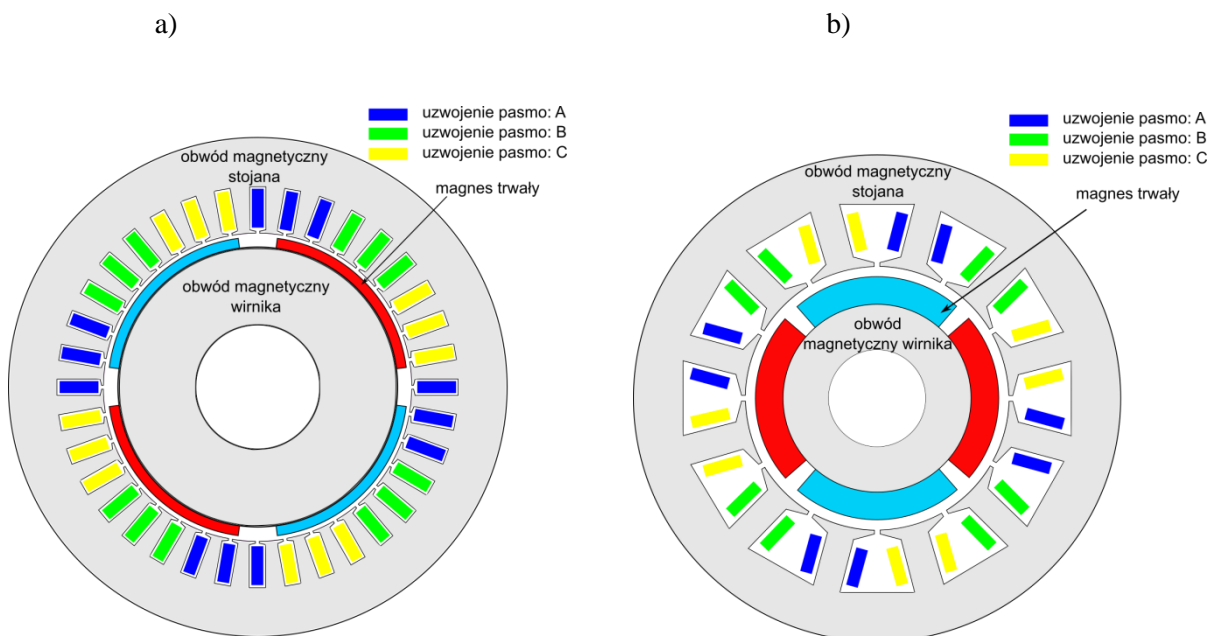 a)
b)
uzwojenie pasmo: A
uzwojenie pasmo: B
uzwojenie pasmo: C
obwód magnetyczny
stojana
magnes trwały
obwód magnetyczny
wirnika
uzwojenie pasmo: A
uzwojenie pasmo: B
uzwojenie pasmo: C
obwód magnetyczny
stojana
magnes trwały
obwód
magnetyczny wirnika